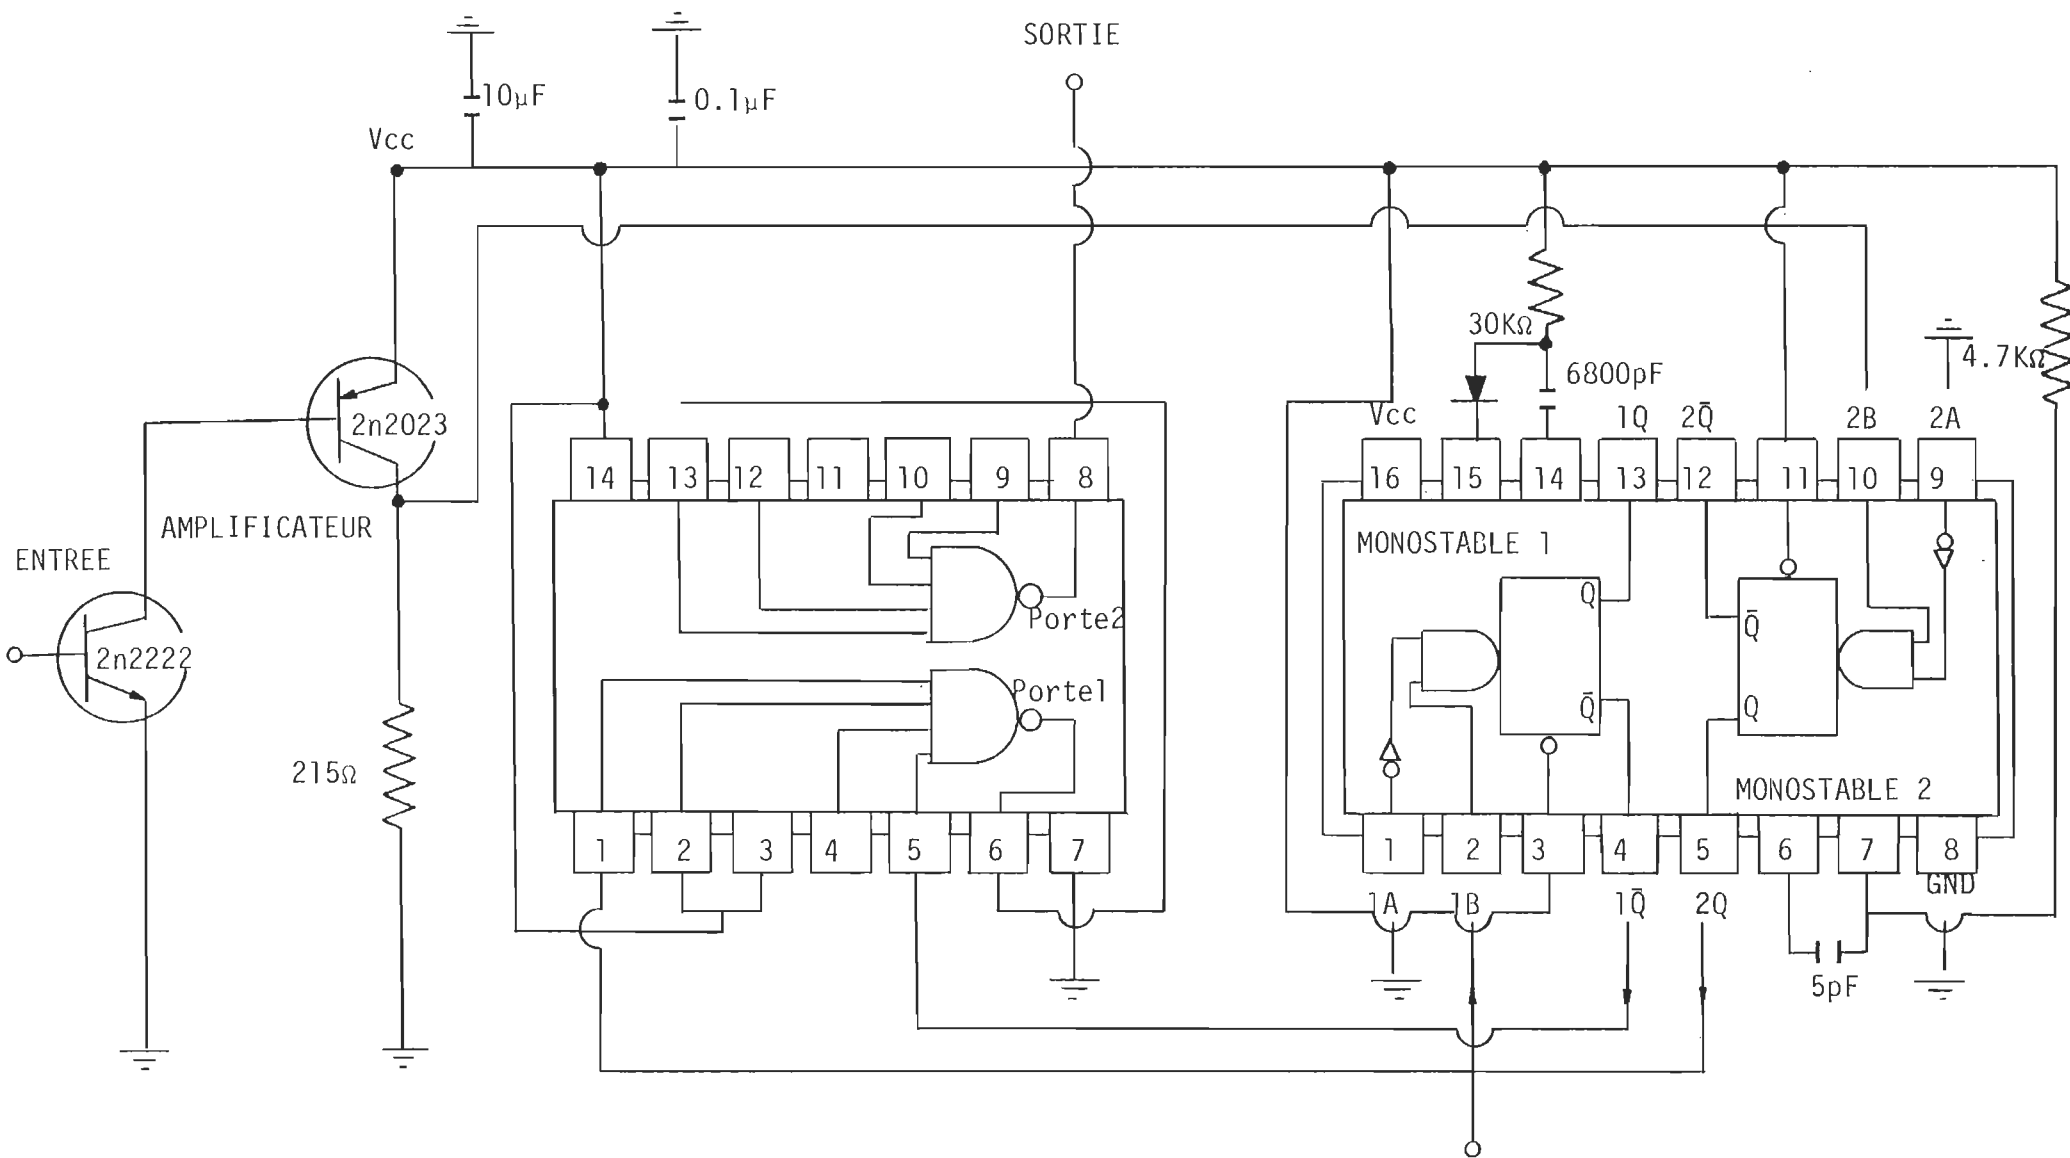 SORTIE
10µF
0.1µF
Vcc
30KΩ
6800pF
4.7KΩ
Vcc
1Q
2Q̄
2B
2A
2n2023
14 13 12 11 10 9 8
16 15 14 13 12 11 10 9
AMPLIFICATEUR
ENTREE
MONOSTABLE 1
Q
Q̄
Porte2
2n2222
Porte1
Q̄
Q
215Ω
MONOSTABLE 2
1 2 3 4 5 6 7
1 2 3 4 5 6 7 8
GND
1A
1B
1Q̄
2Q
5pF